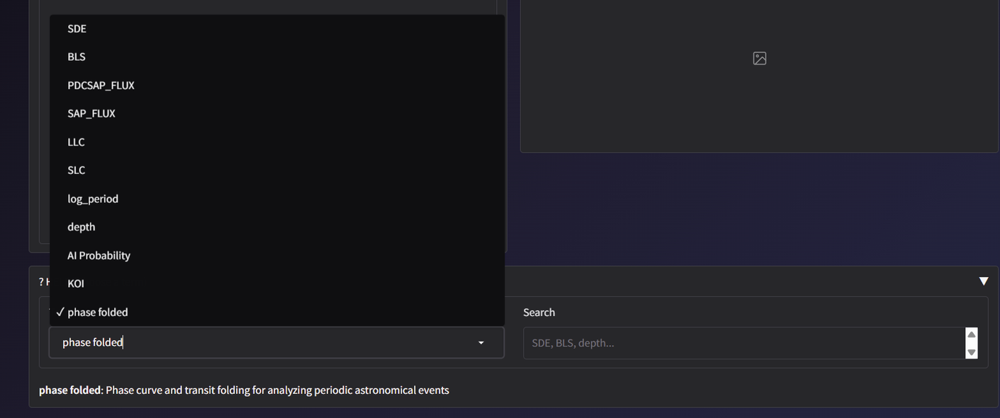 SDE
BLS
PDCSAP_FLUX
SAP_FLUX
LLC
SLC
log_period
depth
AI Probability
KOI
✓ phase folded
? H
phase folded
Search
SDE, BLS, depth...
phase folded: Phase curve and transit folding for analyzing periodic astronomical events